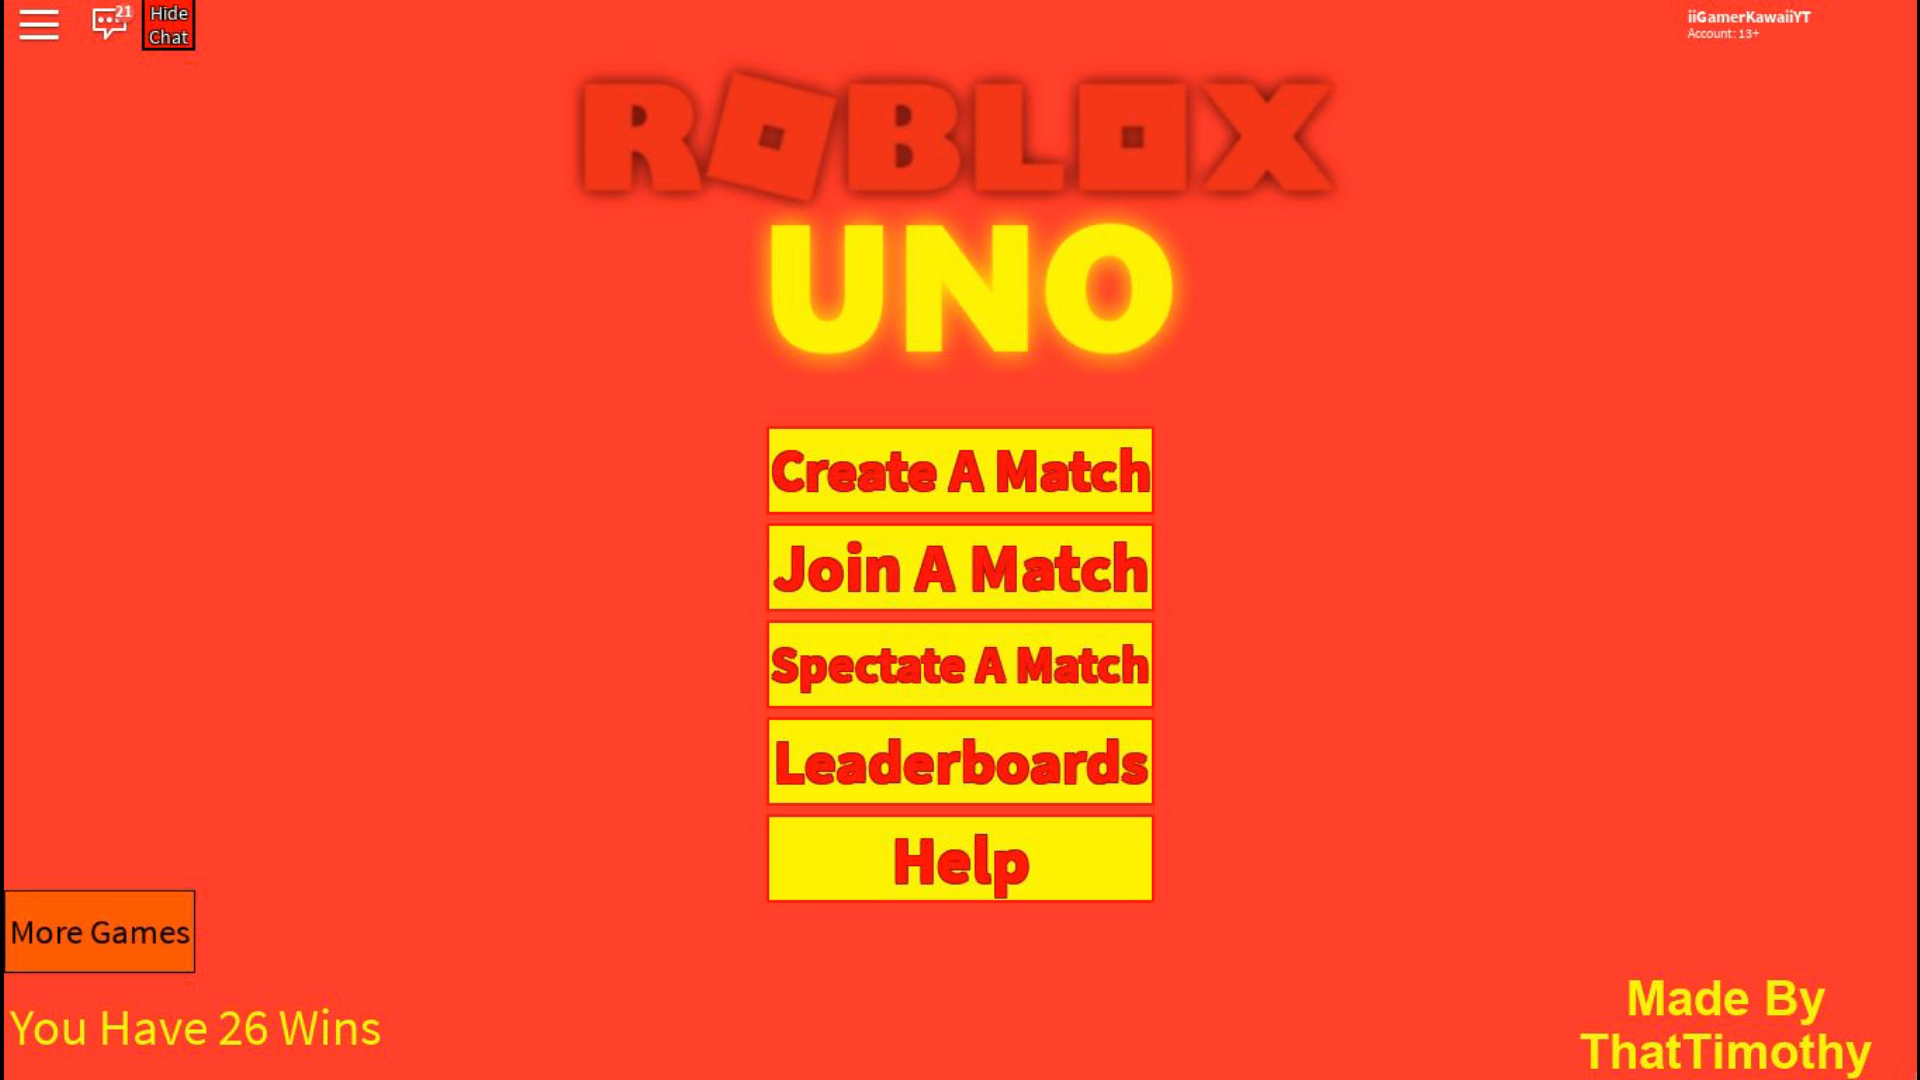 21
Hide
Chat
iiGamerKawaiiYT
Account: 13+
ROBLOX
UNO
Create A Match
Join A Match
Spectate A Match
Leaderboards
Help
More Games
You Have 26 Wins
Made By
ThatTimothy